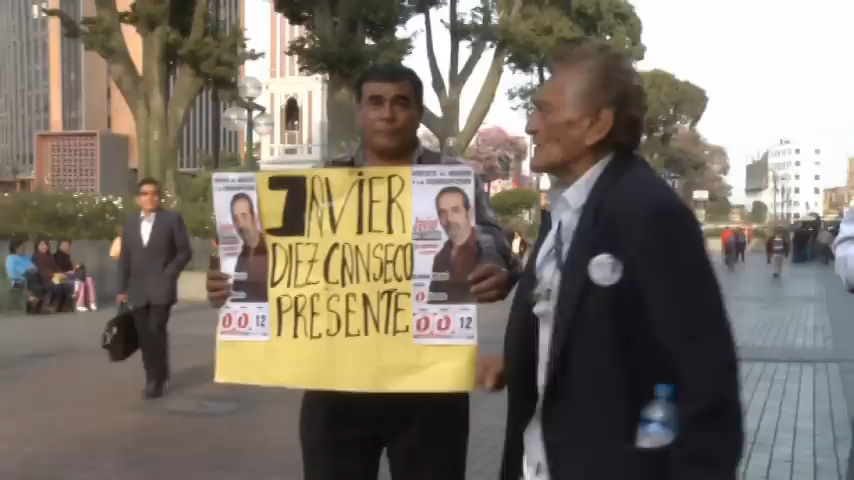 JAVIER
DIEZ CANSECO
PRESENTE
00 12
00 12